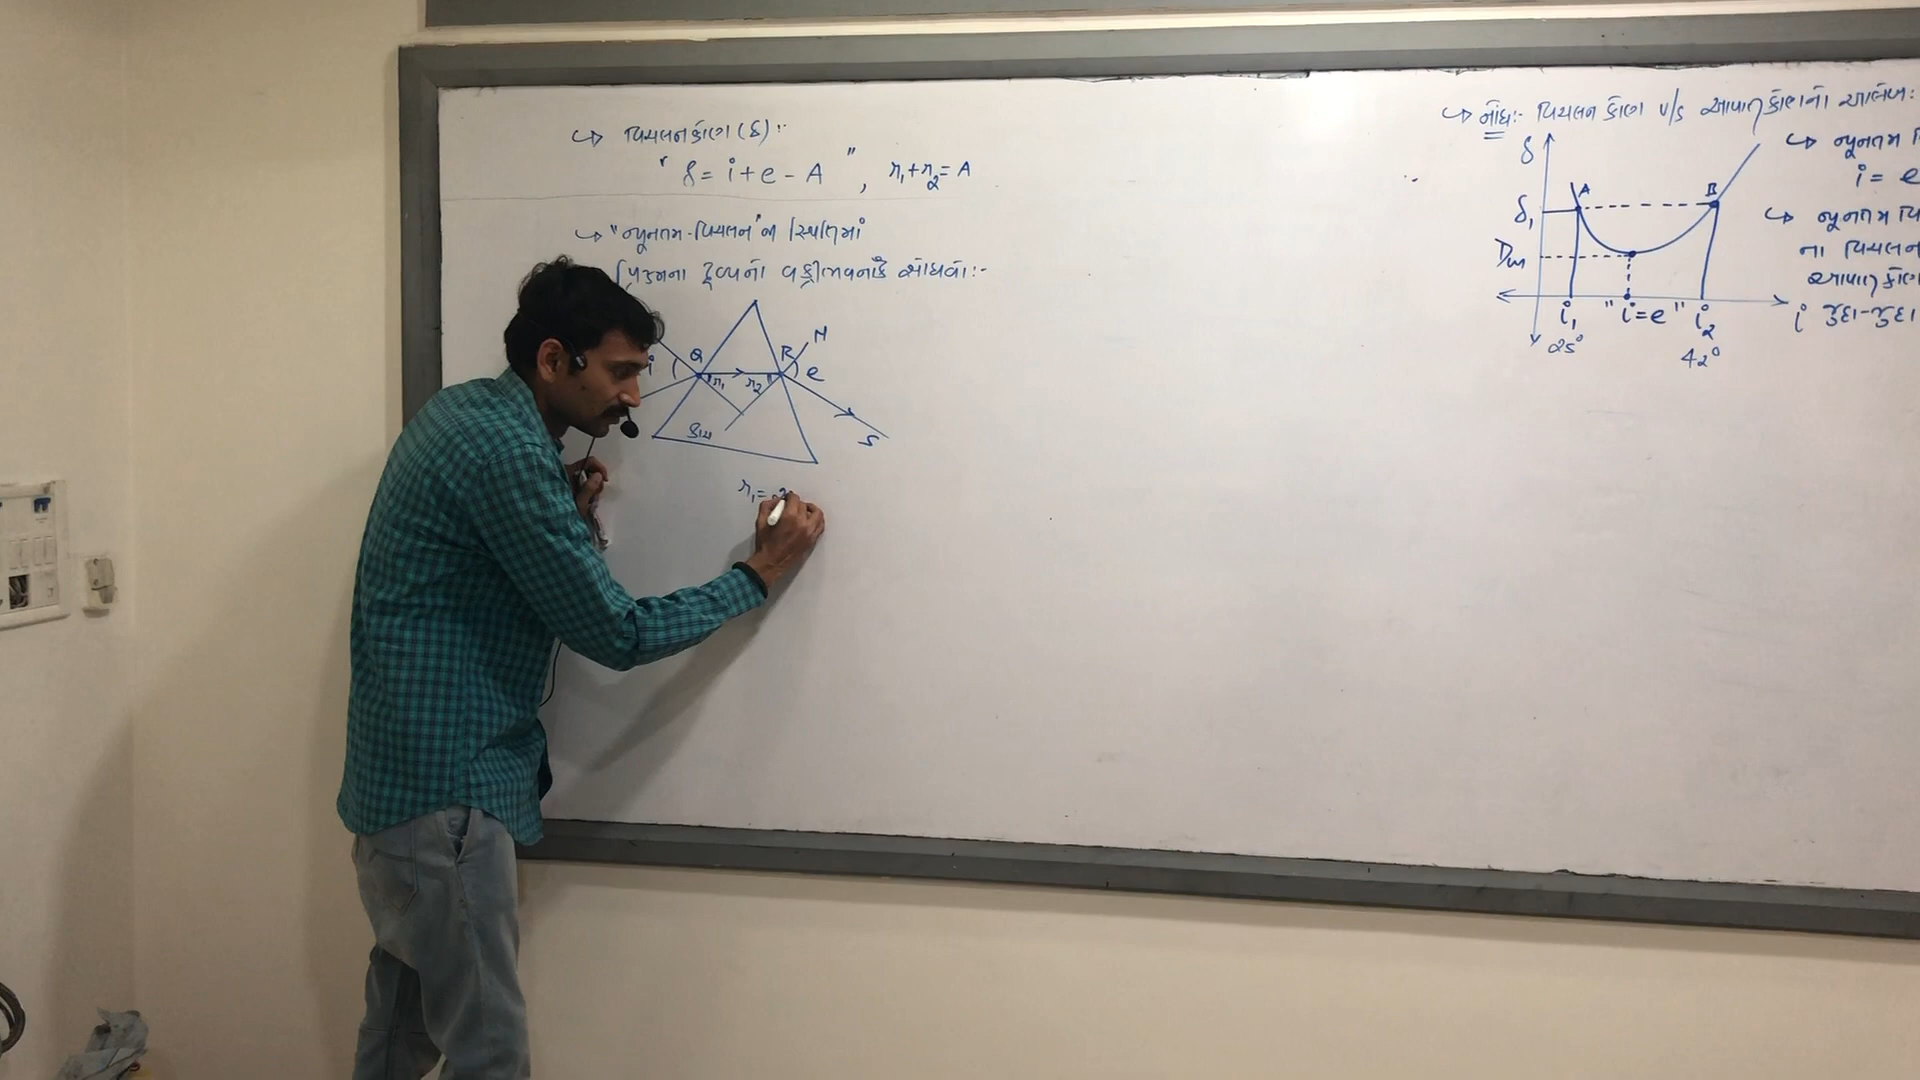 ↪ વિચલનકોણ (δ) :-
" δ = i + e - A " , r₁+r₂ = A
↪ "ન્યૂનતમ-વિચલન"ની સ્થિતિમાં
પ્રિઝમના દ્રવ્યનો વક્રીભવનાંક શોધવો:-
N
Q R
i r₁ r₂ e
કાચ
S
r₁ =
↪ નોંધ:- વિચલન કોણ v/s આપાતકોણનો આલેખ:
δ
A B
δ₁
Dm
i₁ "i=e" i₂ i
25° 42°
↪ ન્યૂનતમ
i = e
↪ ન્યૂનતમ
ના વિચલન
આપાતકોણ
જુદા-જુદા